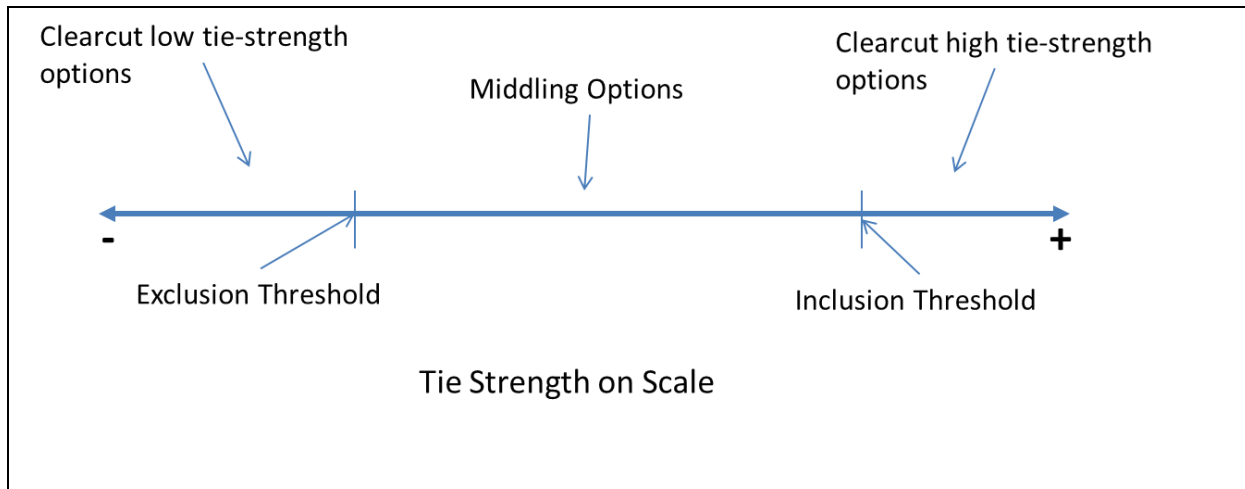 Clearcut low tie-strength
options
Middling Options
Clearcut high tie-strength
options
-
+
Exclusion Threshold
Inclusion Threshold
Tie Strength on Scale